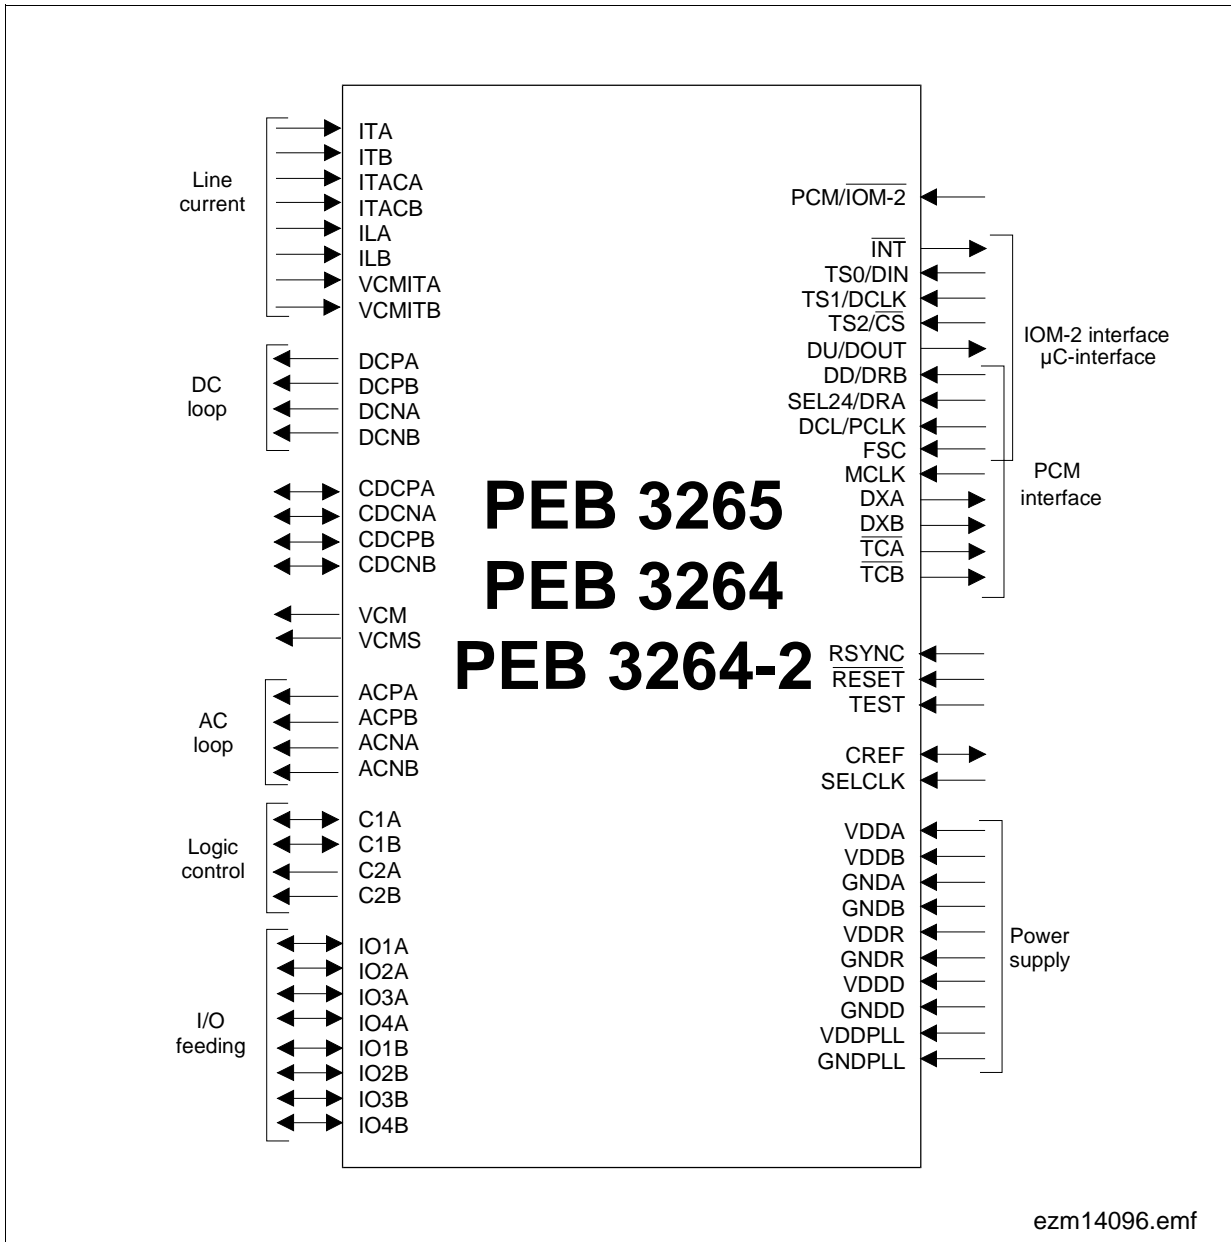 Line
current
ITA
ITB
ITACA
ITACB
ILA
ILB
VCMITA
VCMITB
DC
loop
DCPA
DCPB
DCNA
DCNB
CDCPA
CDCNA
CDCPB
CDCNB
VCM
VCMS
AC
loop
ACPA
ACPB
ACNA
ACNB
Logic
control
C1A
C1B
C2A
C2B
I/O
feeding
IO1A
IO2A
IO3A
IO4A
IO1B
IO2B
IO3B
IO4B
PEB 3265
PEB 3264
PEB 3264-2
PCM/IOM-2
INT
TS0/DIN
TS1/DCLK
TS2/CS
DU/DOUT
DD/DRB
SEL24/DRA
DCL/PCLK
FSC
MCLK
DXA
DXB
TCA
TCB
IOM-2 interface
µC-interface
PCM
interface
RSYNC
RESET
TEST
CREF
SELCLK
VDDA
VDDB
GNDA
GNDB
VDDR
GNDR
VDDD
GNDD
VDDPLL
GNDPLL
Power
supply
ezm14096.emf